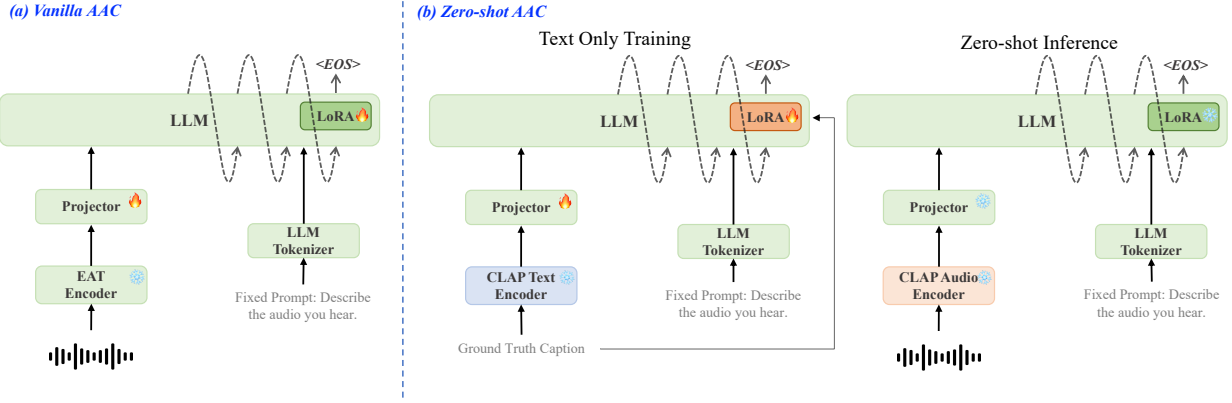 (a) Vanilla AAC
<EOS>
LLM
LoRA
Projector
LLM
Tokenizer
EAT
Encoder
Fixed Prompt: Describe
the audio you hear.
(b) Zero-shot AAC
Text Only Training
<EOS>
LLM
LoRA
Projector
LLM
Tokenizer
CLAP Text
Encoder
Fixed Prompt: Describe
the audio you hear.
Ground Truth Caption
Zero-shot Inference
<EOS>
LLM
LoRA
Projector
LLM
Tokenizer
CLAP Audio
Encoder
Fixed Prompt: Describe
the audio you hear.